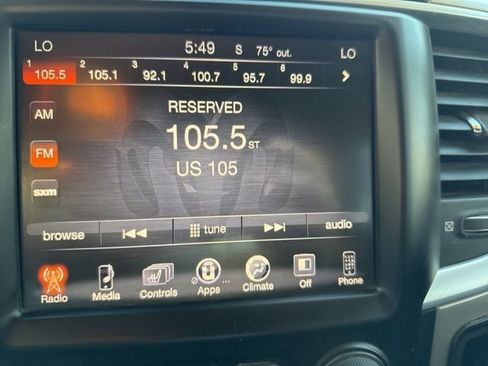 LO 5:49 S 75° out. LO
1 105.5 2 105.1 3 92.1 4 100.7 5 95.7 6 99.9
AM
RESERVED
105.5 ST
FM
US 105
sxm
browse tune audio
Radio Media Controls Apps Climate Off Phone